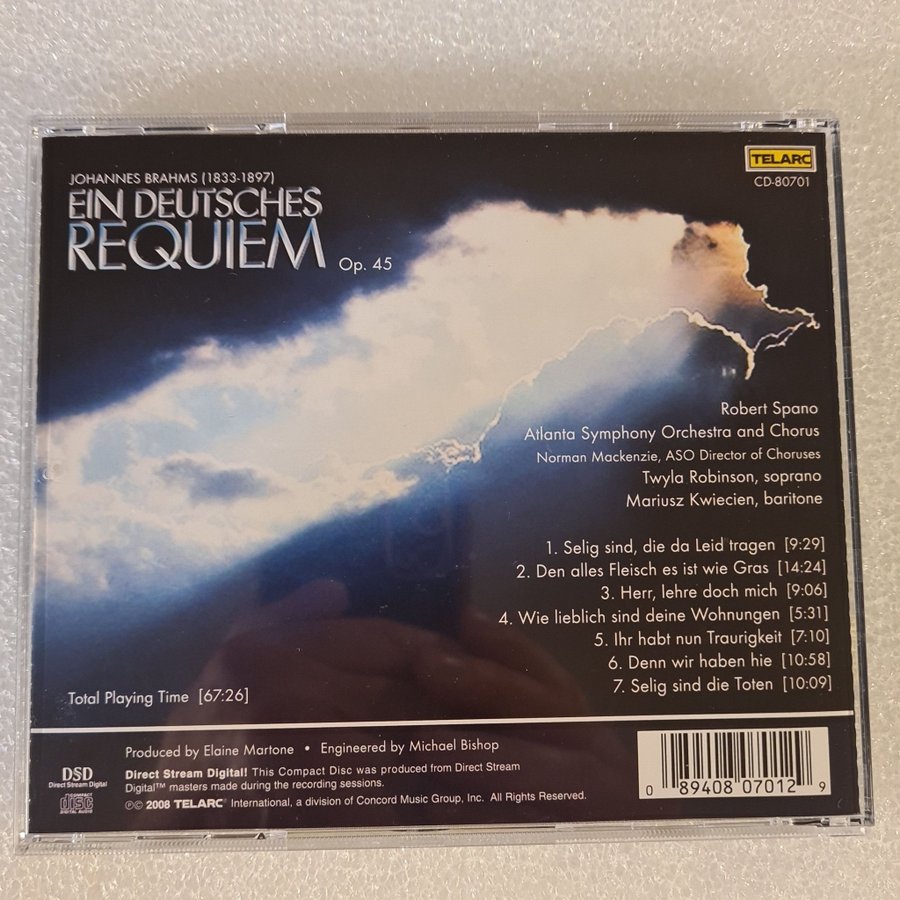 JOHANNES BRAHMS (1833-1897)
EIN DEUTSCHES
REQUIEM Op. 45
TELARC
CD-80701
Robert Spano
Atlanta Symphony Orchestra and Chorus
Norman Mackenzie, ASO Director of Choruses
Twyla Robinson, soprano
Mariusz Kwiecien, baritone
1. Selig sind, die da Leid tragen [9:29]
2. Den alles Fleisch es ist wie Gras [14:24]
3. Herr, lehre doch mich [9:06]
4. Wie lieblich sind deine Wohnungen [5:31]
5. Ihr habt nun Traurigkeit [7:10]
6. Denn wir haben hie [10:58]
7. Selig sind die Toten [10:09]
Total Playing Time [67:26]
Produced by Elaine Martone • Engineered by Michael Bishop
DSD
Direct Stream Digital
COMPACT
disc
DIGITAL AUDIO
Direct Stream Digital! This Compact Disc was produced from Direct Stream
Digital™ masters made during the recording sessions.
℗© 2008 TELARC® International, a division of Concord Music Group, Inc. All Rights Reserved.
0 89408 07012 9